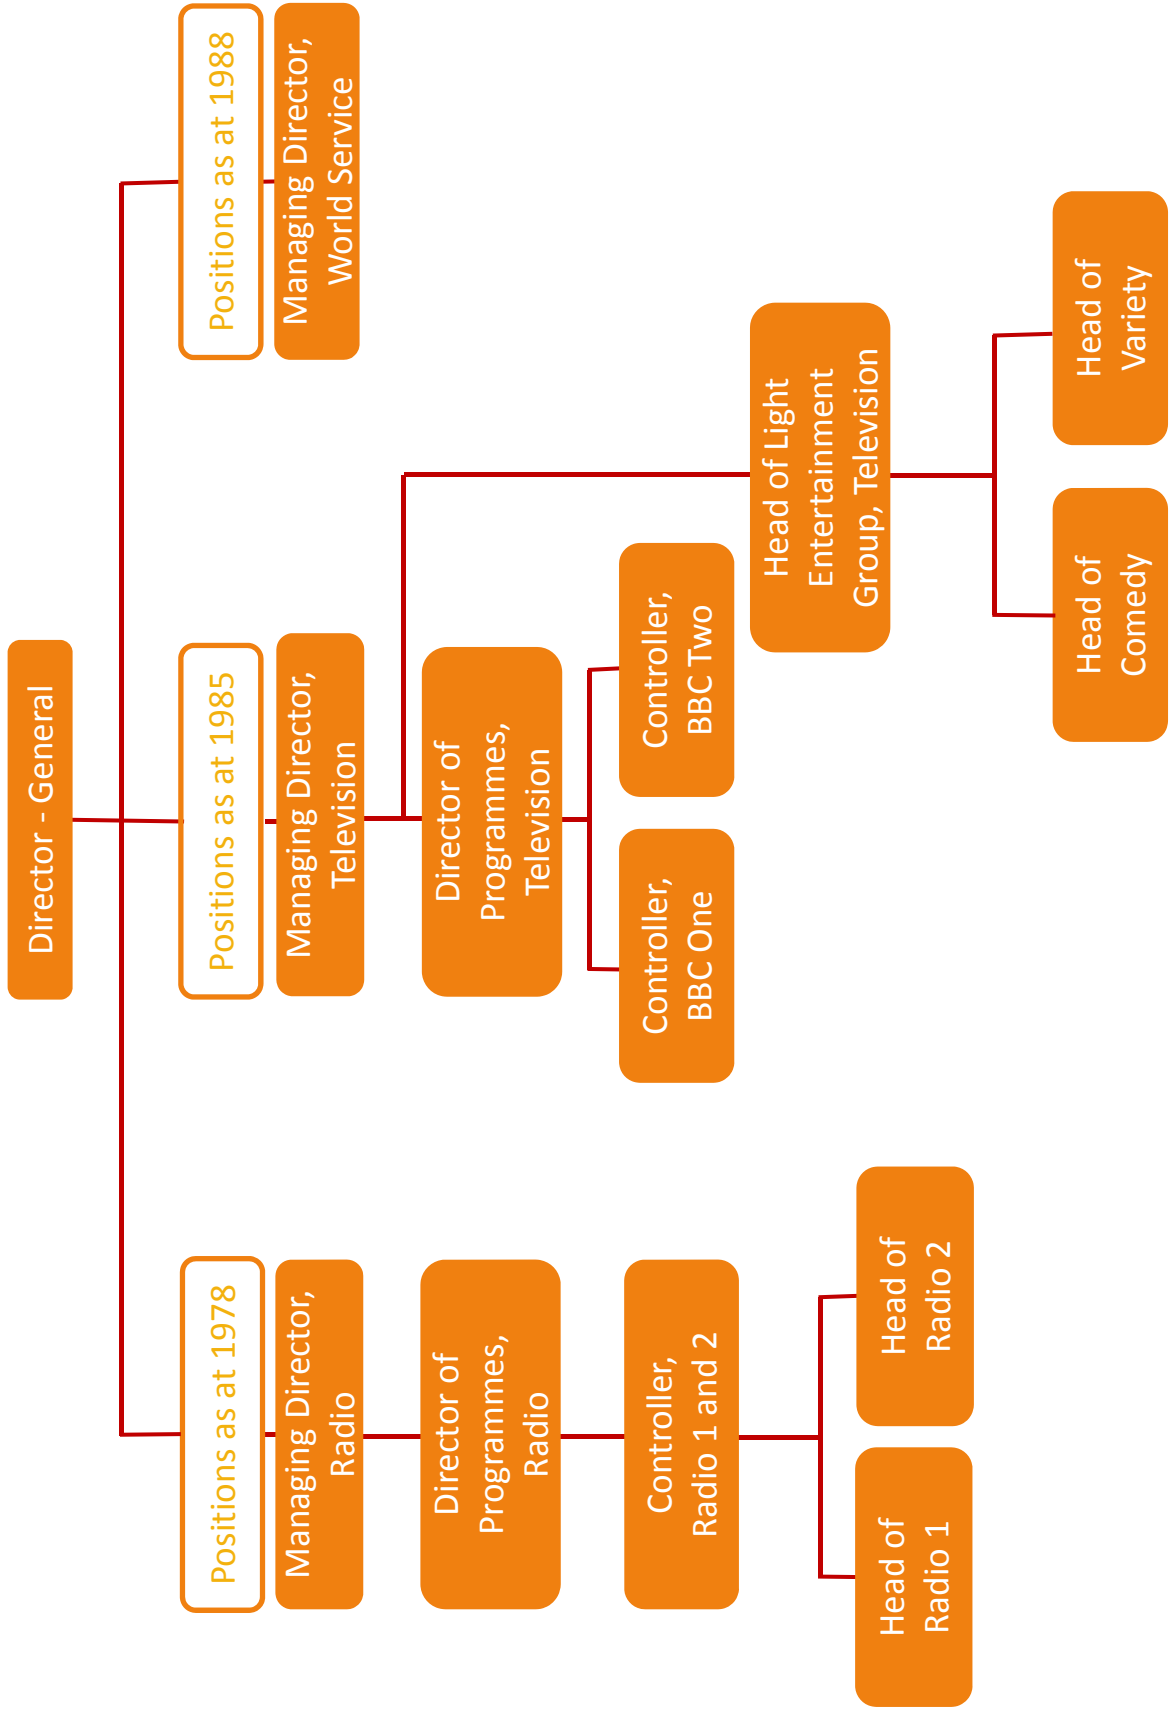 Director - General
Positions as at 1978
Managing Director,
Radio
Director of
Programmes,
Radio
Controller,
Radio 1 and 2
Head of
Radio 1
Head of
Radio 2
Positions as at 1985
Managing Director,
Television
Director of
Programmes,
Television
Controller,
BBC One
Controller,
BBC Two
Head of Light
Entertainment
Group, Television
Head of
Comedy
Head of
Variety
Positions as at 1988
Managing Director,
World Service